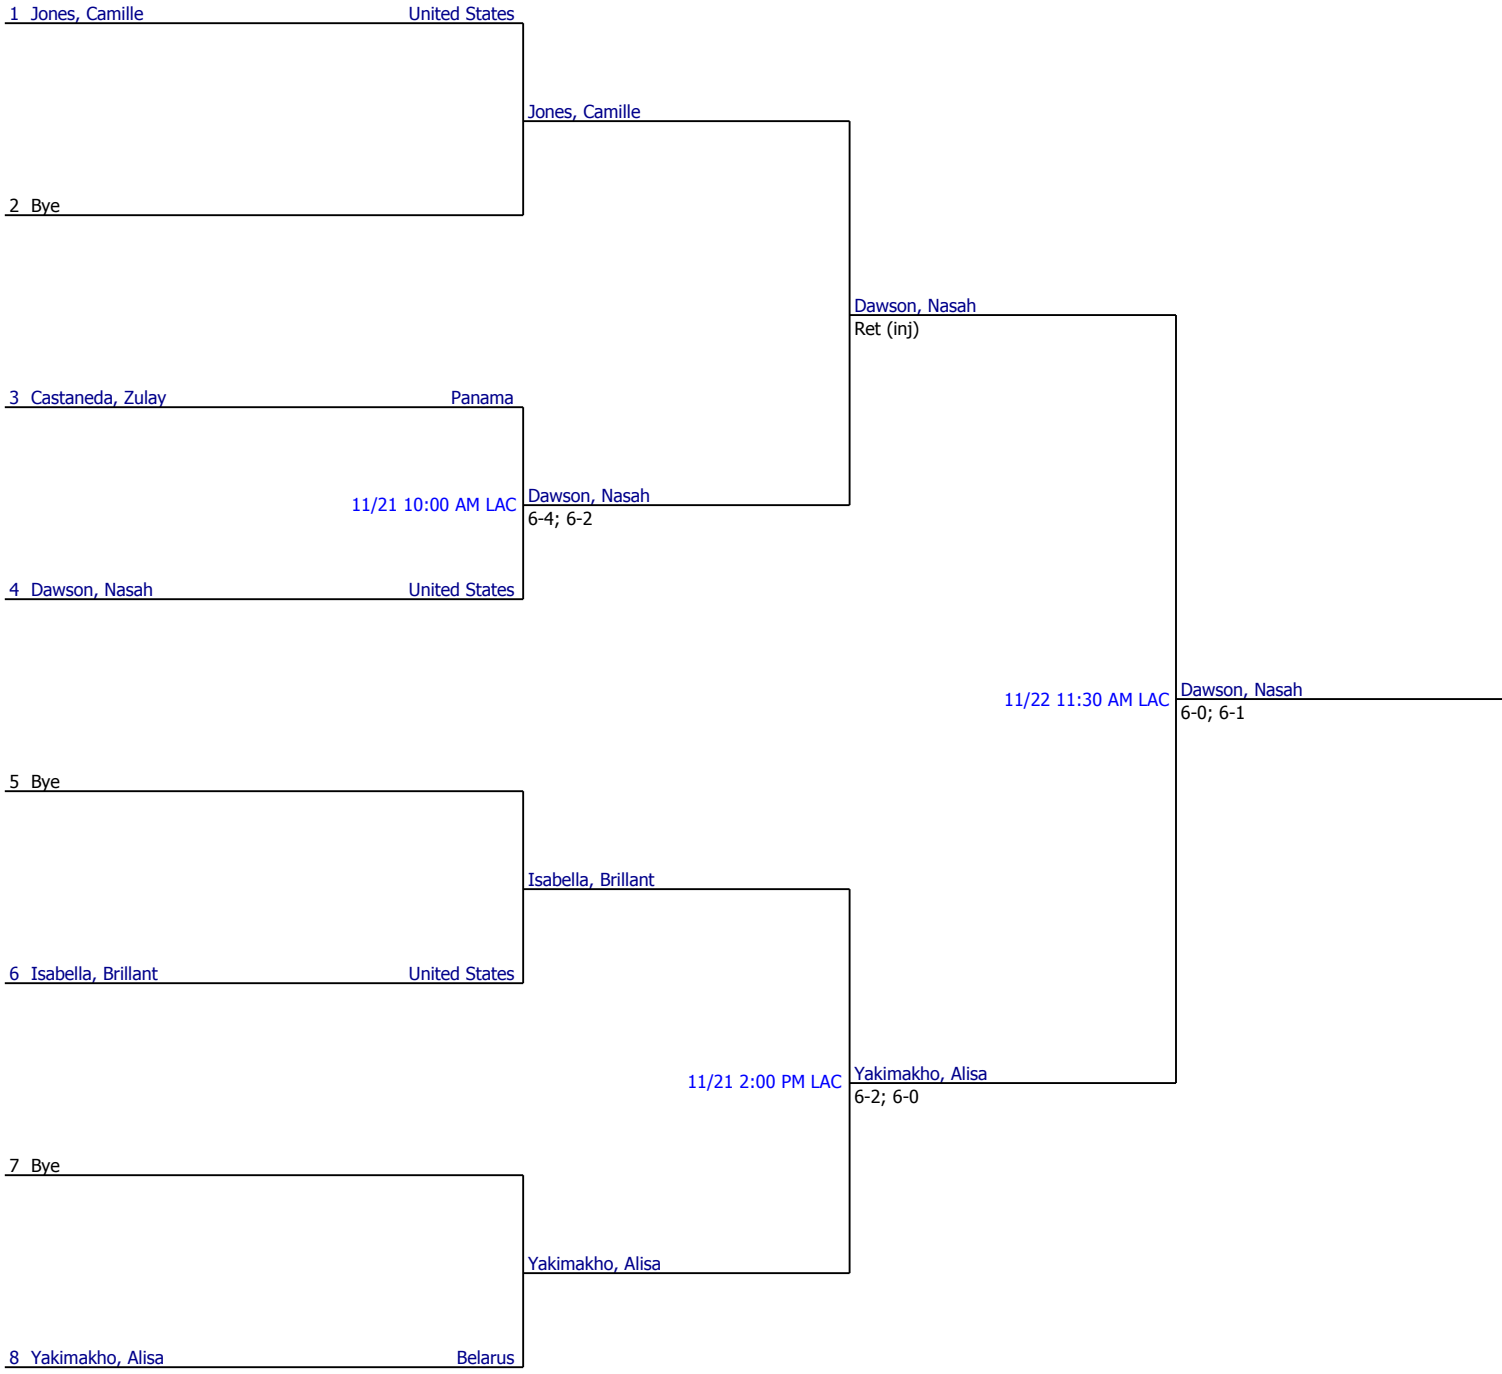 1 Jones, Camille United States
Jones, Camille
2 Bye
Dawson, Nasah
Ret (inj)
3 Castaneda, Zulay Panama
11/21 10:00 AM LAC
Dawson, Nasah
6-4; 6-2
4 Dawson, Nasah United States
11/22 11:30 AM LAC
Dawson, Nasah
6-0; 6-1
5 Bye
Isabella, Brillant
6 Isabella, Brillant United States
11/21 2:00 PM LAC
Yakimakho, Alisa
6-2; 6-0
7 Bye
Yakimakho, Alisa
8 Yakimakho, Alisa Belarus